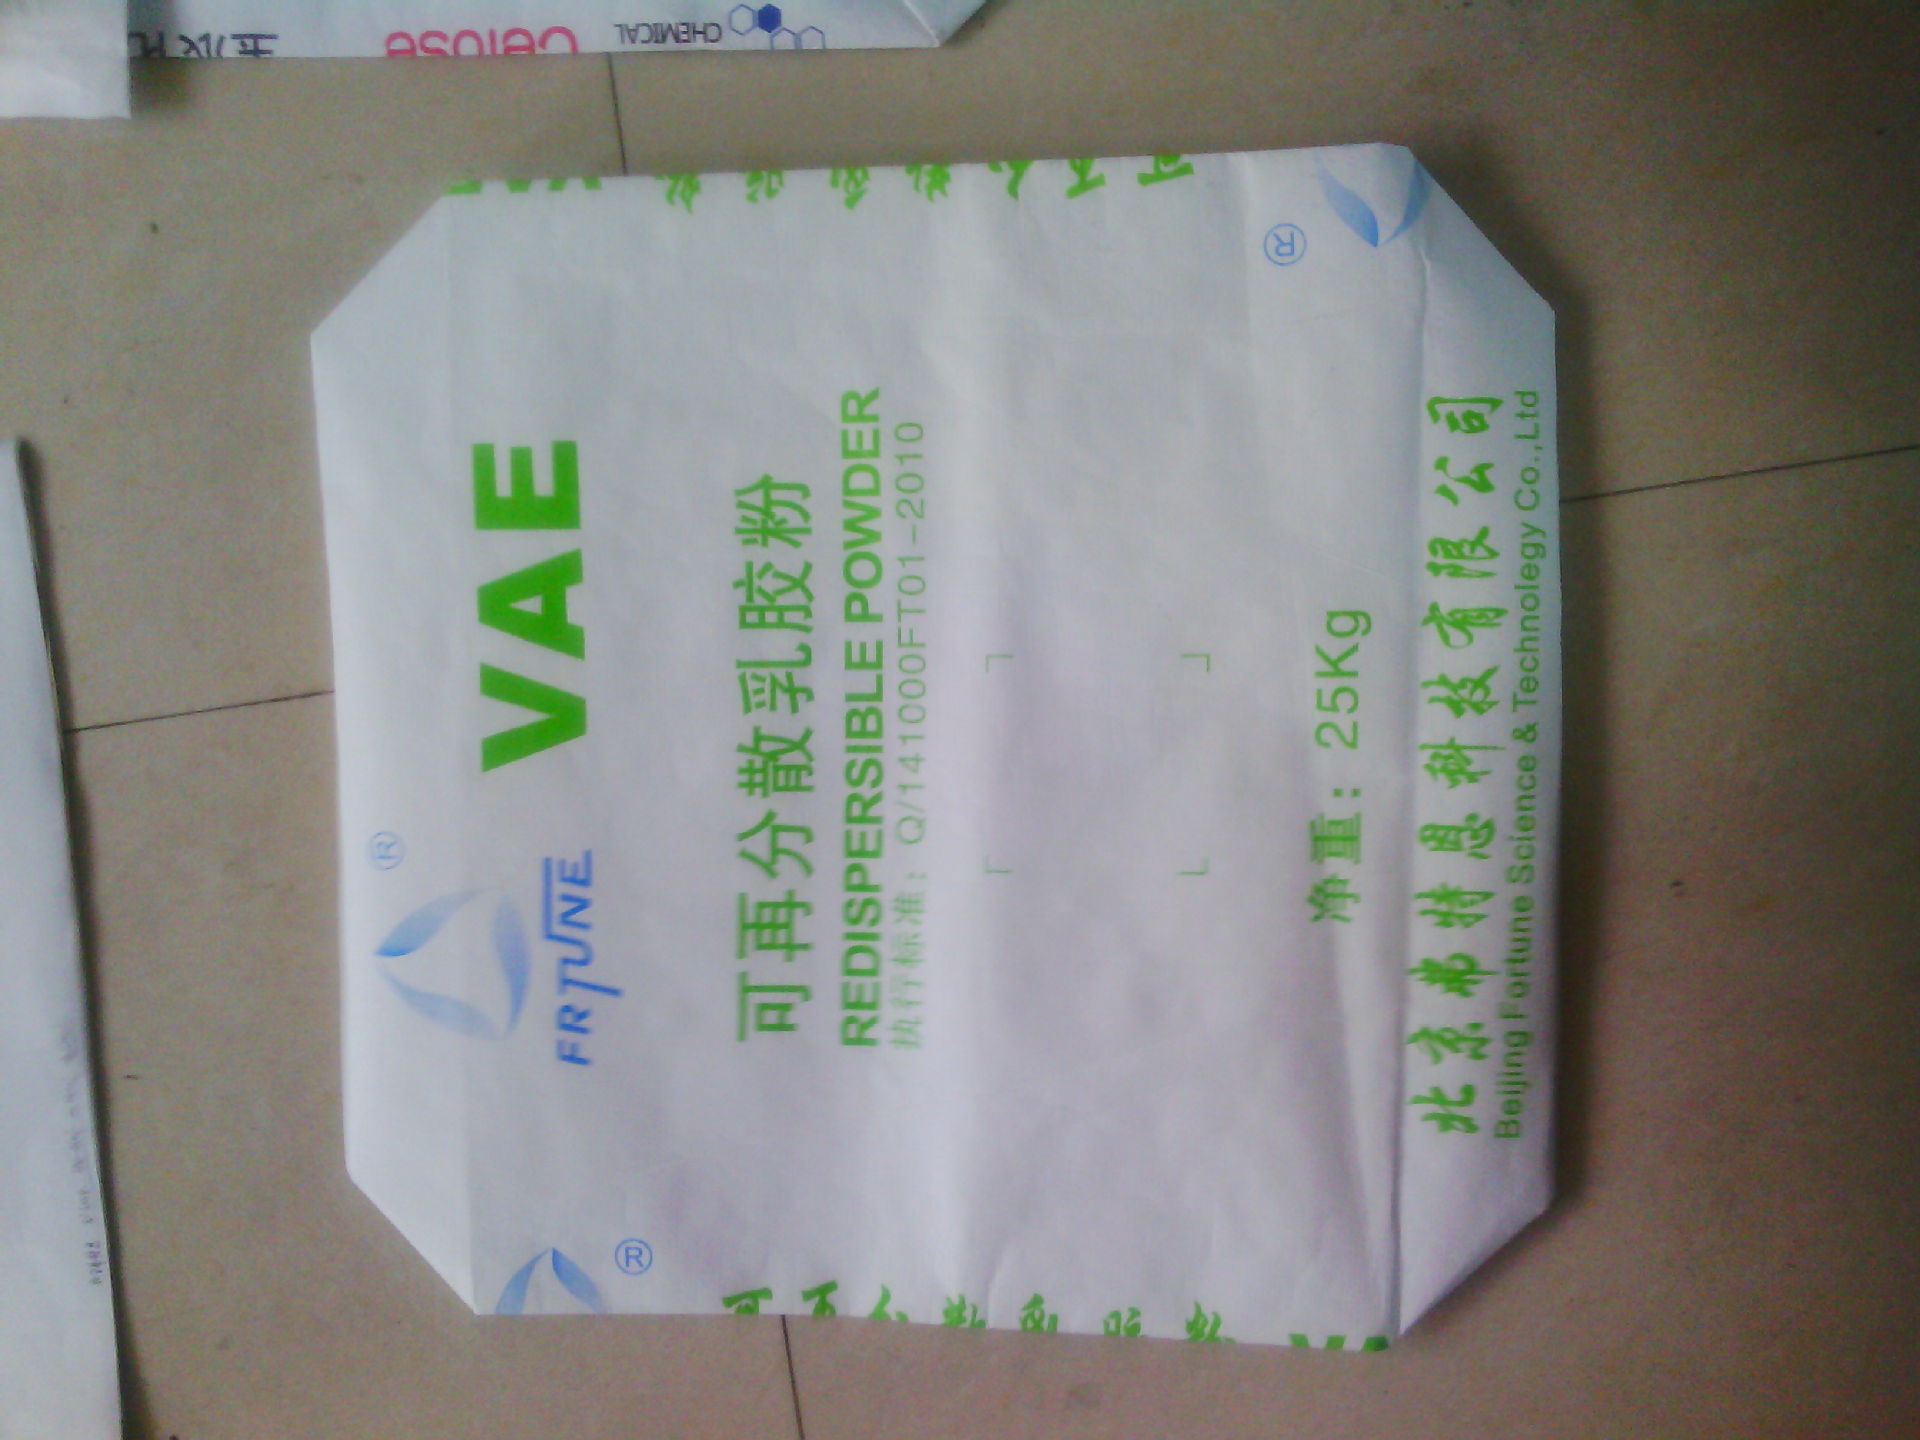 CHEMICAL
®
FRTUNE
VAE
可再分散乳胶粉
REDISPERSIBLE POWDER
执行标准：Q/141000FT01-2010
净重：25Kg
北京弗特恩科技有限公司
Beijing Fortune Science & Technolegy Co.,Ltd
®
®